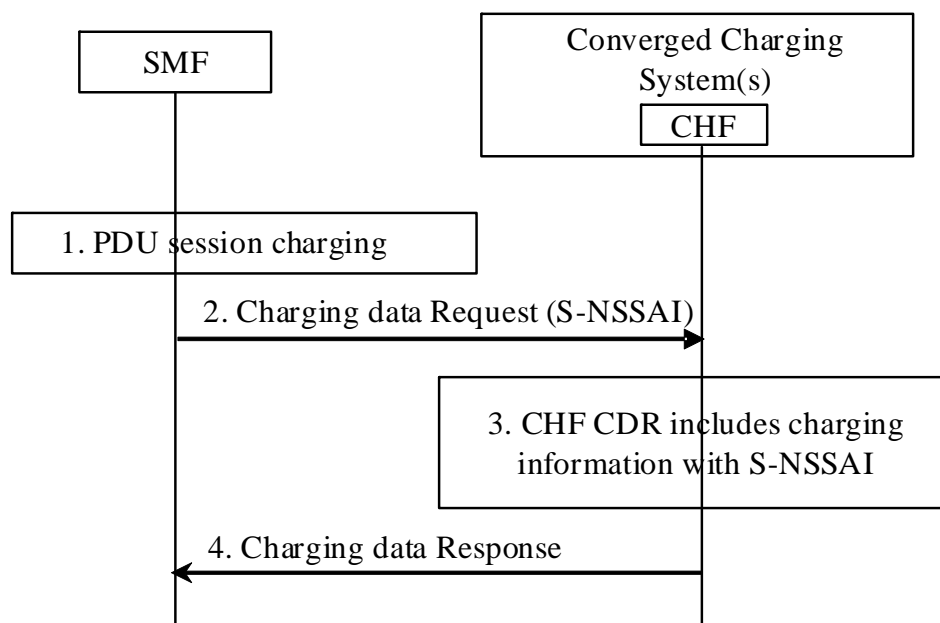 SMF
Converged Charging
System(s)
CHF
1. PDU session charging
2. Charging data Request (S-NSSAI)
3. CHF CDR includes charging
information with S-NSSAI
4. Charging data Response